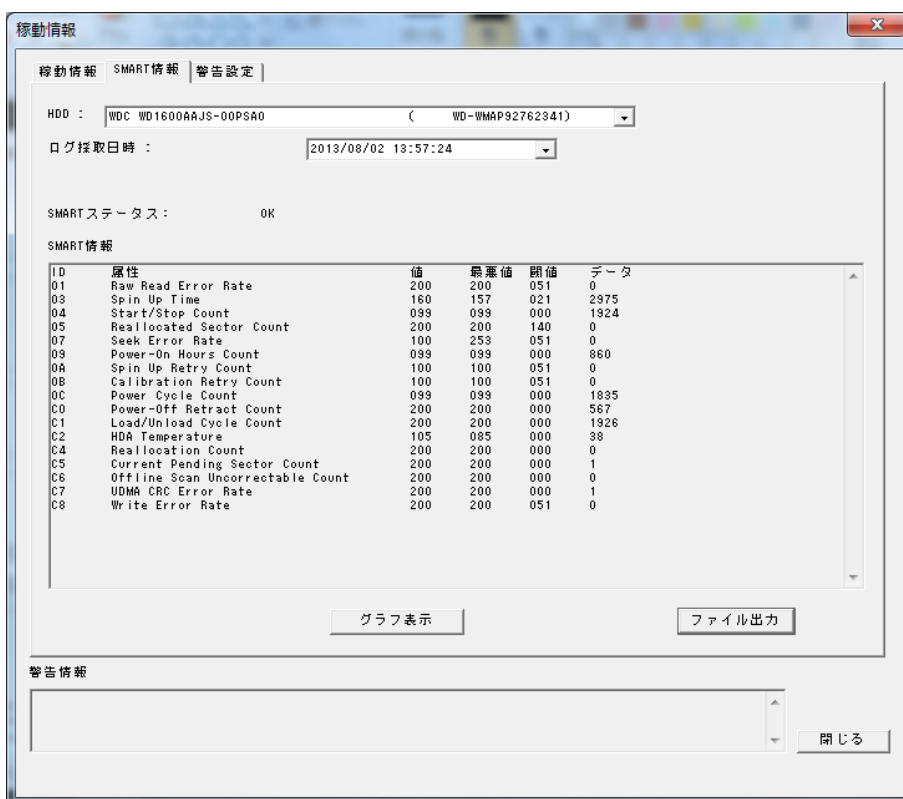 稼動情報
稼動情報 SMART情報 警告設定
HDD : WDC WD1600AAJS-00PSA0 ( WD-WMAP92762341)
ログ採取日時 : 2013/08/02 13:57:24
SMARTステータス: OK
SMART情報
ID 属性 値 最悪値 閾値 データ
01 Raw Read Error Rate 200 200 051 0
03 Spin Up Time 160 157 021 2975
04 Start/Stop Count 099 099 000 1924
05 Reallocated Sector Count 200 200 140 0
07 Seek Error Rate 100 253 051 0
09 Power-On Hours Count 099 099 000 860
0A Spin Up Retry Count 100 100 051 0
0B Calibration Retry Count 100 100 051 0
0C Power Cycle Count 099 099 000 1835
C0 Power-Off Retract Count 200 200 000 567
C1 Load/Unload Cycle Count 200 200 000 1926
C2 HDA Temperature 105 085 000 38
C4 Reallocation Count 200 200 000 0
C5 Current Pending Sector Count 200 200 000 1
C6 Offline Scan Uncorrectable Count 200 200 000 0
C7 UDMA CRC Error Rate 200 200 000 1
C8 Write Error Rate 200 200 051 0
グラフ表示 ファイル出力
警告情報
閉じる